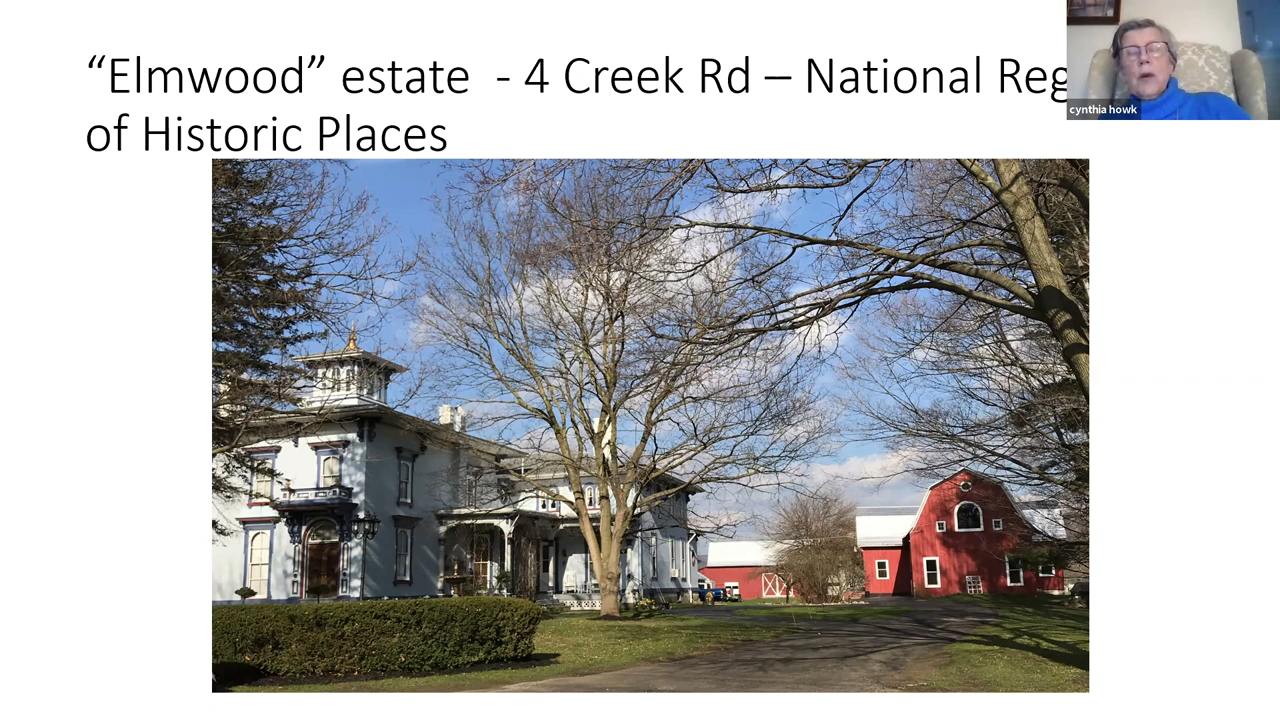 “Elmwood” estate - 4 Creek Rd – National Reg
of Historic Places
cynthia howk